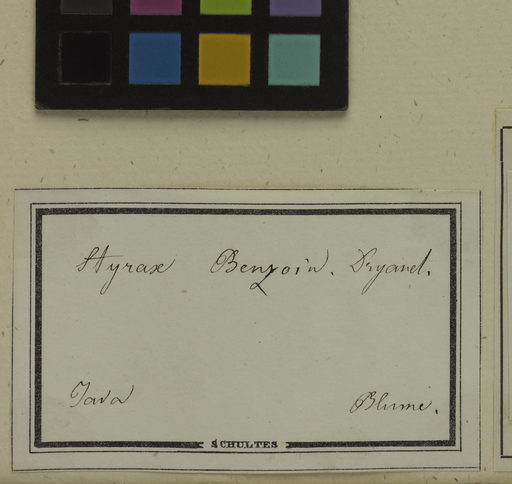 Styrax Benzoin. Dryand.
Java Blume.
SCHULTES